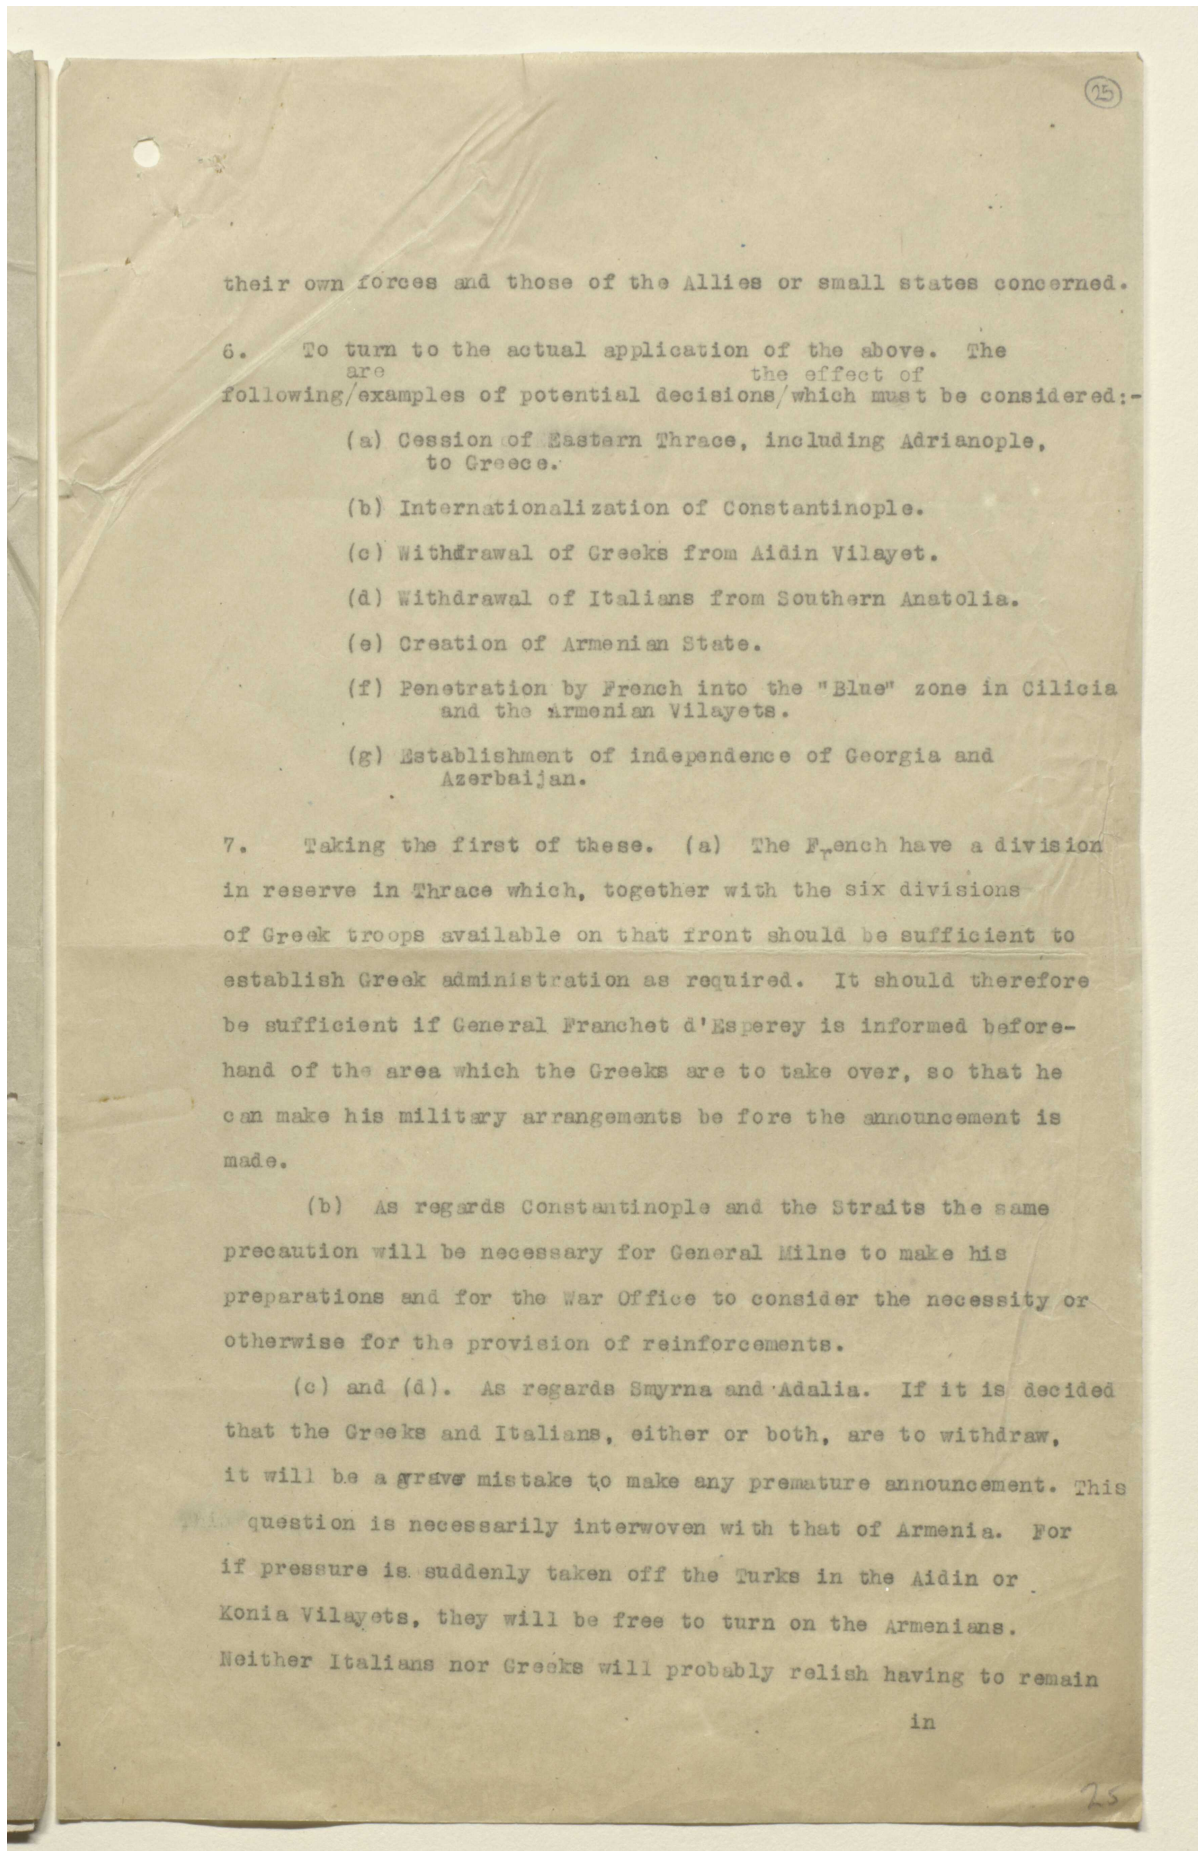 25
their own forces and those of the Allies or small states concerned.
6. To turn to the actual application of the above. The
are the effect of
following/examples of potential decisions/which must be considered:-
(a) Cession of Eastern Thrace, including Adrianople,
to Greece.
(b) Internationalization of Constantinople.
(c) Withdrawal of Greeks from Aidin Vilayet.
(d) Withdrawal of Italians from Southern Anatolia.
(e) Creation of Armenian State.
(f) Penetration by French into the "Blue" zone in Cilicia
and the Armenian Vilayets.
(g) Establishment of independence of Georgia and
Azerbaijan.
7. Taking the first of these. (a) The French have a division
in reserve in Thrace which, together with the six divisions
of Greek troops available on that front should be sufficient to
establish Greek administration as required. It should therefore
be sufficient if General Franchet d'Esperey is informed before-
hand of the area which the Greeks are to take over, so that he
can make his military arrangements be fore the announcement is
made.
(b) As regards Constantinople and the Straits the same
precaution will be necessary for General Milne to make his
preparations and for the War Office to consider the necessity or
otherwise for the provision of reinforcements.
(c) and (d). As regards Smyrna and Adalia. If it is decided
that the Greeks and Italians, either or both, are to withdraw,
it will be a grave mistake to make any premature announcement. This
question is necessarily interwoven with that of Armenia. For
if pressure is suddenly taken off the Turks in the Aidin or
Konia Vilayets, they will be free to turn on the Armenians.
Neither Italians nor Greeks will probably relish having to remain
in
25